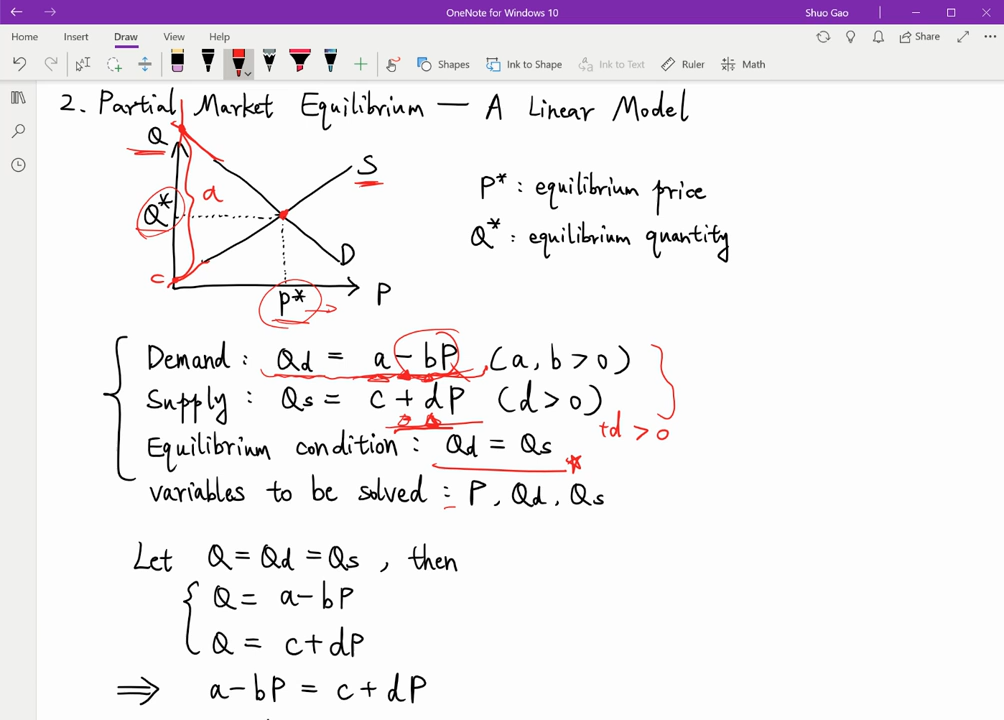 OneNote for Windows 10
Shuo Gao
Home Insert Draw View Help
Share
Shapes Ink to Shape Ink to Text Ruler Math
2. Partial Market Equilibrium — A Linear Model
Q
S
a
Q*
D
c
P* P
P* : equilibrium price
Q* : equilibrium quantity
Demand : Qd = a - bP , (a, b > 0)
Supply : Qs = c + dP (d > 0)
+d > 0
Equilibrium condition : Qd = Qs
variables to be solved : P, Qd, Qs
Let Q = Qd = Qs , then
Q = a - bP
Q = c + dP
⇒ a - bP = c + dP